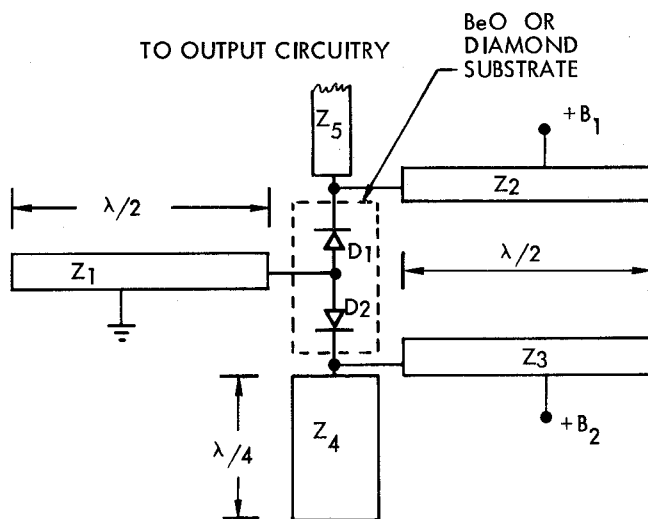 BeO OR
DIAMOND
SUBSTRATE
TO OUTPUT CIRCUITRY
Z5
+B1
Z2
λ/2
D1
Z1
λ/2
D2
Z3
+B2
Z4
λ/4